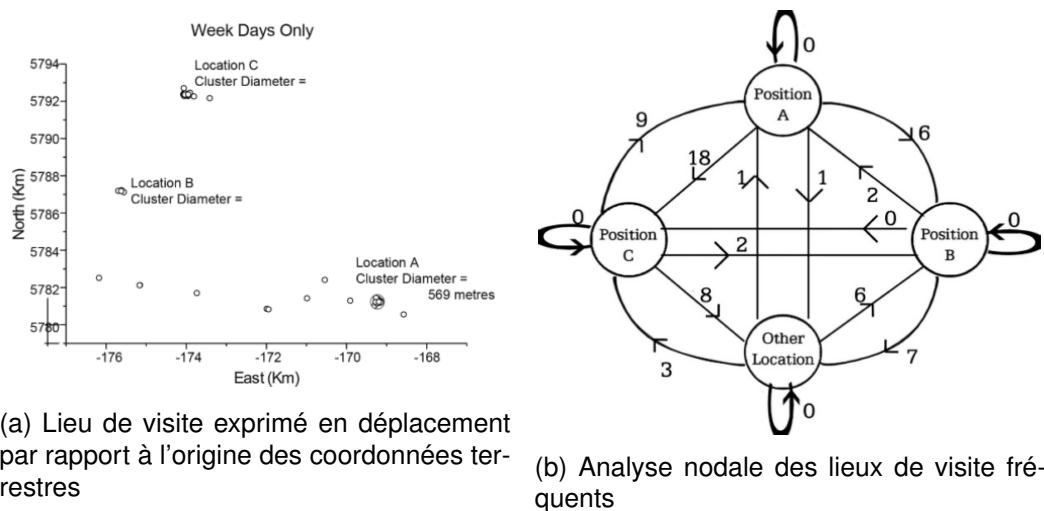 Week Days Only
5794
5792
5790
5788
5786
5784
5782
5780
North (Km)
Location C
Cluster Diameter =
Location B
Cluster Diameter =
Location A
Cluster Diameter =
569 metres
-176
-174
-172
-170
-168
East (Km)
(a) Lieu de visite exprimé en déplacement
par rapport à l'origine des coordonnées ter-
restres
0
Position
A
9
6
18
1
1
2
0
Position
C
0
2
Position
B
0
8
6
Other
Location
3
7
0
(b) Analyse nodale des lieux de visite fré-
quents